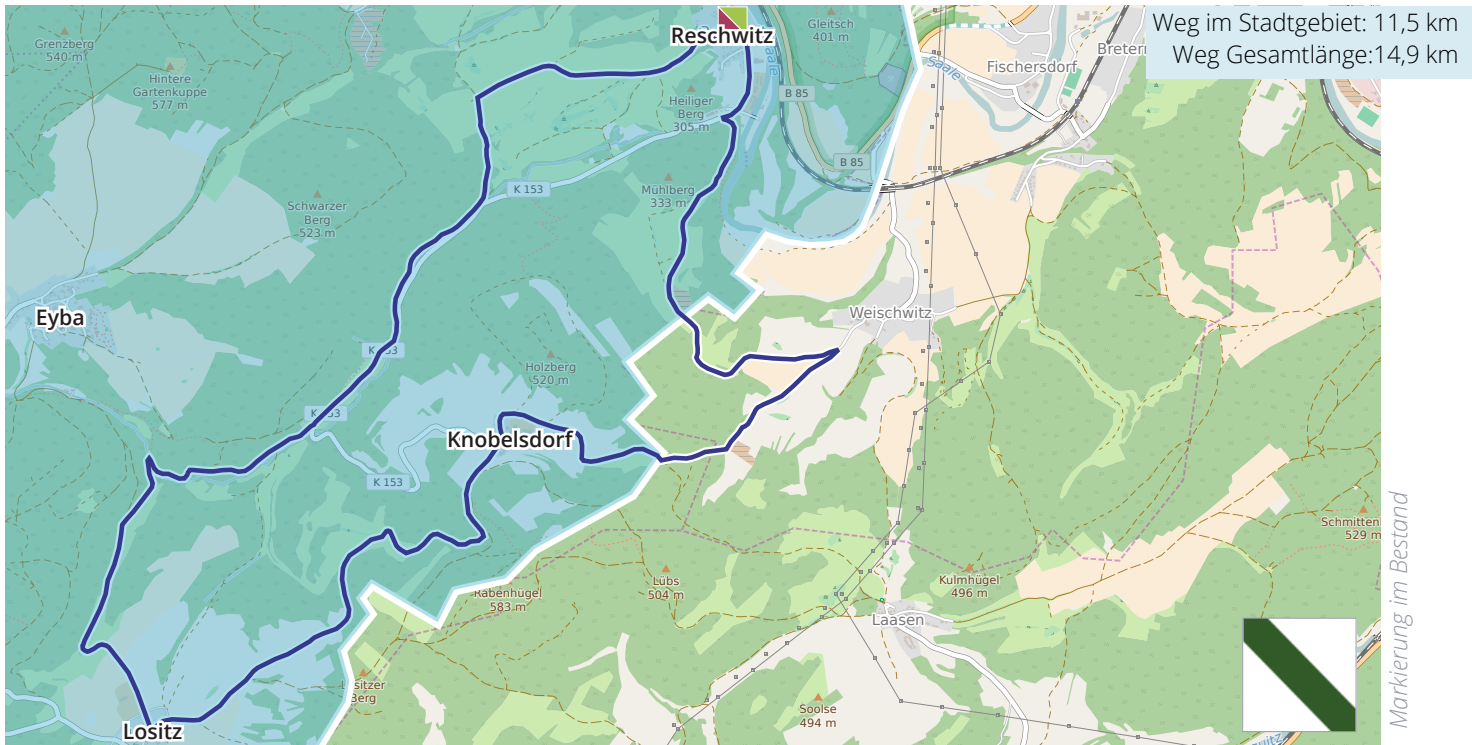 Weg im Stadtgebiet: 11,5 km
Weg Gesamtlänge:14,9 km
Reschwitz
Gleitsch
401 m
Grenzberg
540 m
Hintere
Gartenkuppe
577 m
Saale
Saale
Fischersdorf
B 85
Heiliger
Berg
305 m
B 85
K 153
Mühlberg
333 m
Schwarzer
Berg
523 m
Eyba
Weischwitz
Holzberg
520 m
Knobelsdorf
K 153
Rabenhügel
583 m
Lübs
504 m
Kulmhügel
496 m
Schmitten
529 m
Laasen
Berg
Soolse
494 m
Lositz
Markierung im Bestand